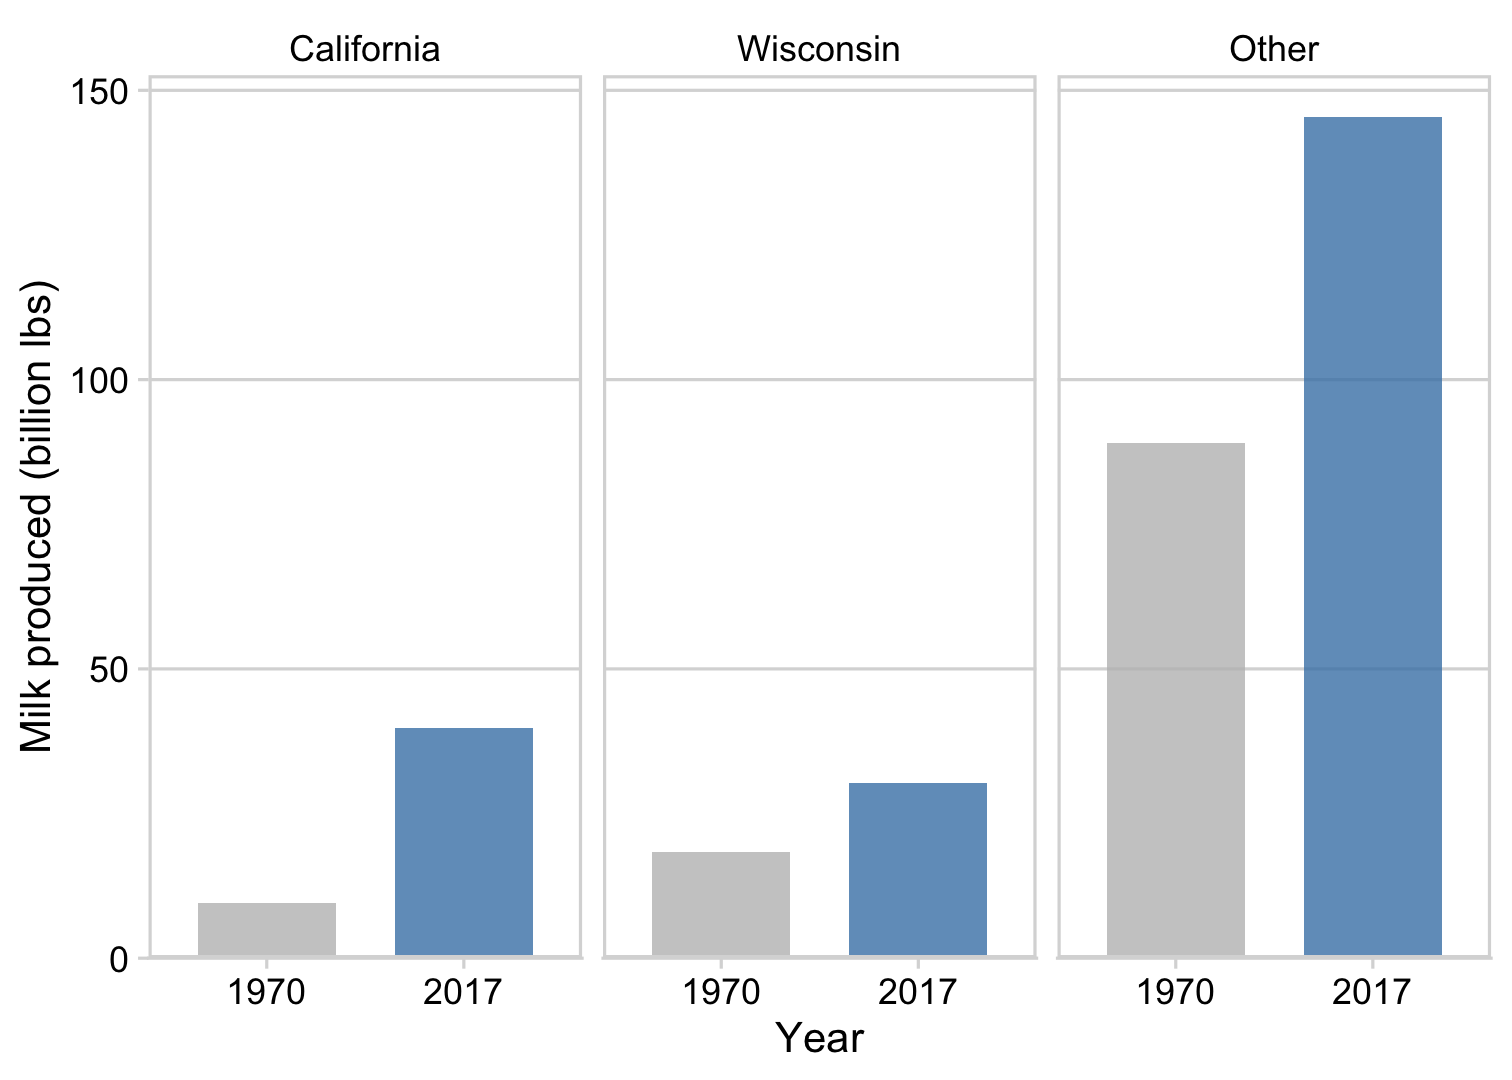 California
Wisconsin
Other
Milk produced (billion lbs)
150
100
50
0
1970
2017
1970
2017
1970
2017
Year